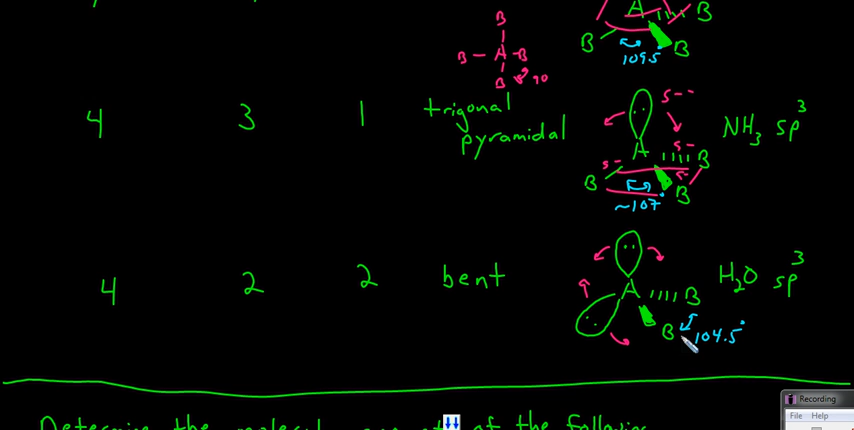 A B
B B
109.5°
B
B A B
B 90
4 3 1 trigonal pyramidal
δ--
δ- A δ- B
B δ- B
~107°
NH₃ sp³
4 2 2 bent
A B
B
104.5°
H₂O sp³
Recording
File Help